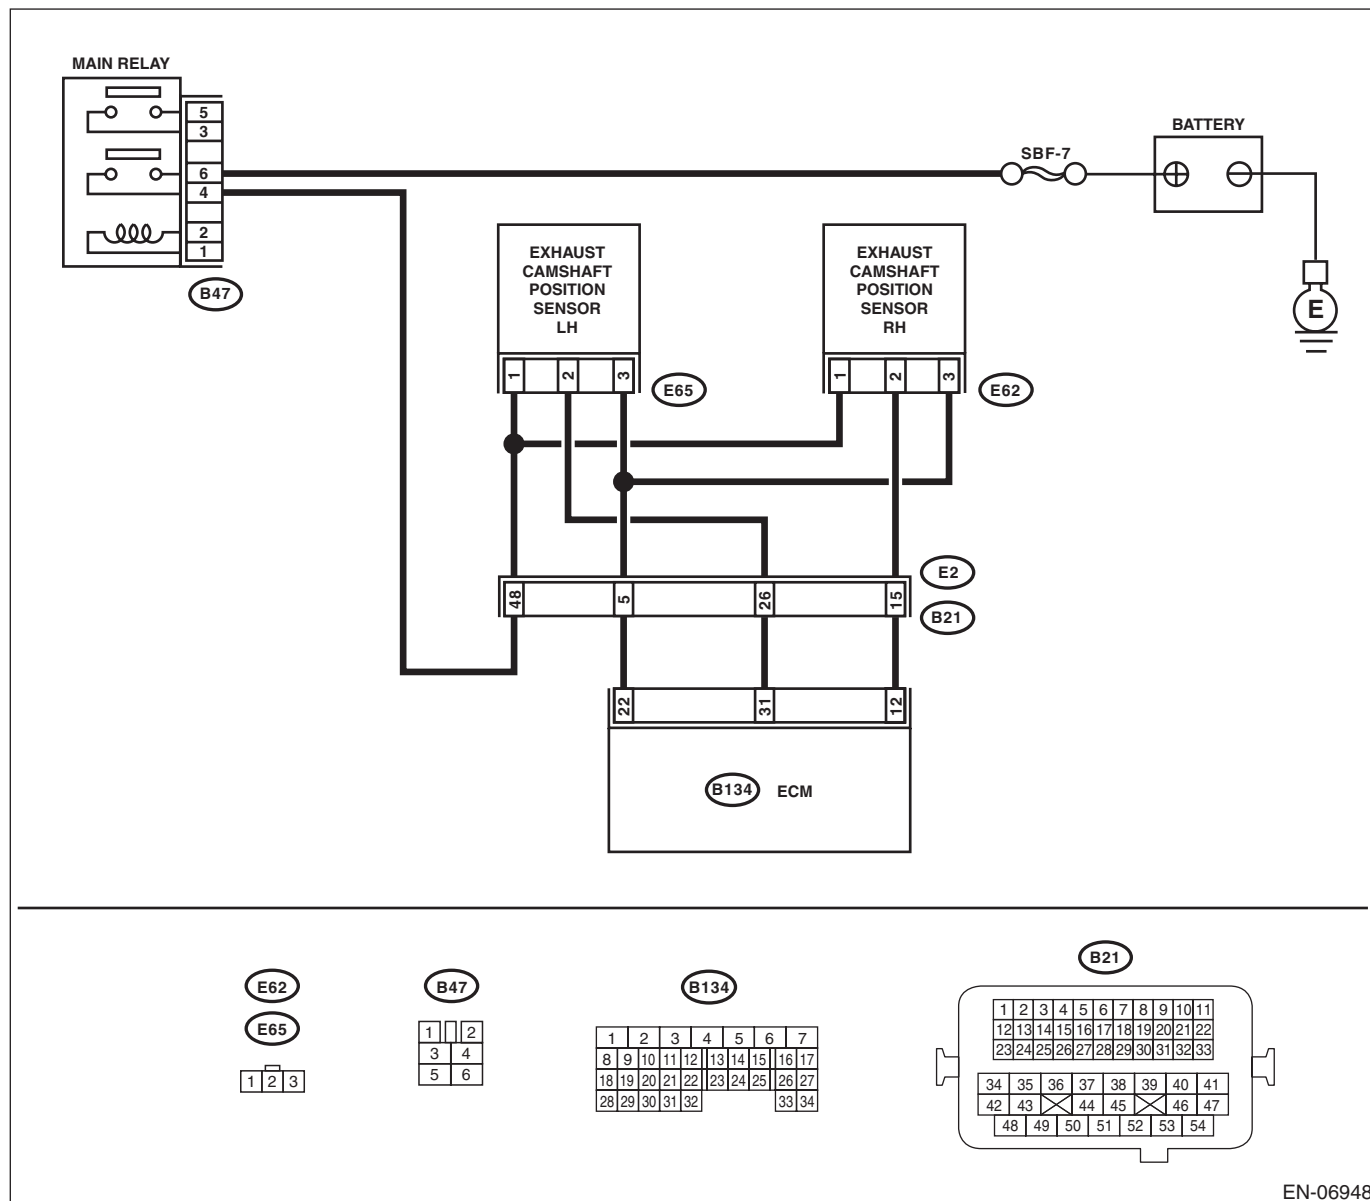 MAIN RELAY
5
3
6
4
2
1
B47
SBF-7
BATTERY
E
EXHAUST
CAMSHAFT
POSITION
SENSOR
LH
1 2 3
E65
EXHAUST
CAMSHAFT
POSITION
SENSOR
RH
1 2 3
E62
E2
48 5 26 15
B21
22 31 12
B134 ECM
E62
E65
1 2 3
B47
1 2
3 4
5 6
B134
1 2 3 4 5 6 7
8 9 10 11 12 13 14 15 16 17
18 19 20 21 22 23 24 25 26 27
28 29 30 31 32 33 34
B21
1 2 3 4 5 6 7 8 9 10 11
12 13 14 15 16 17 18 19 20 21 22
23 24 25 26 27 28 29 30 31 32 33
34 35 36 37 38 39 40 41
42 43 44 45 46 47
48 49 50 51 52 53 54
EN-06948